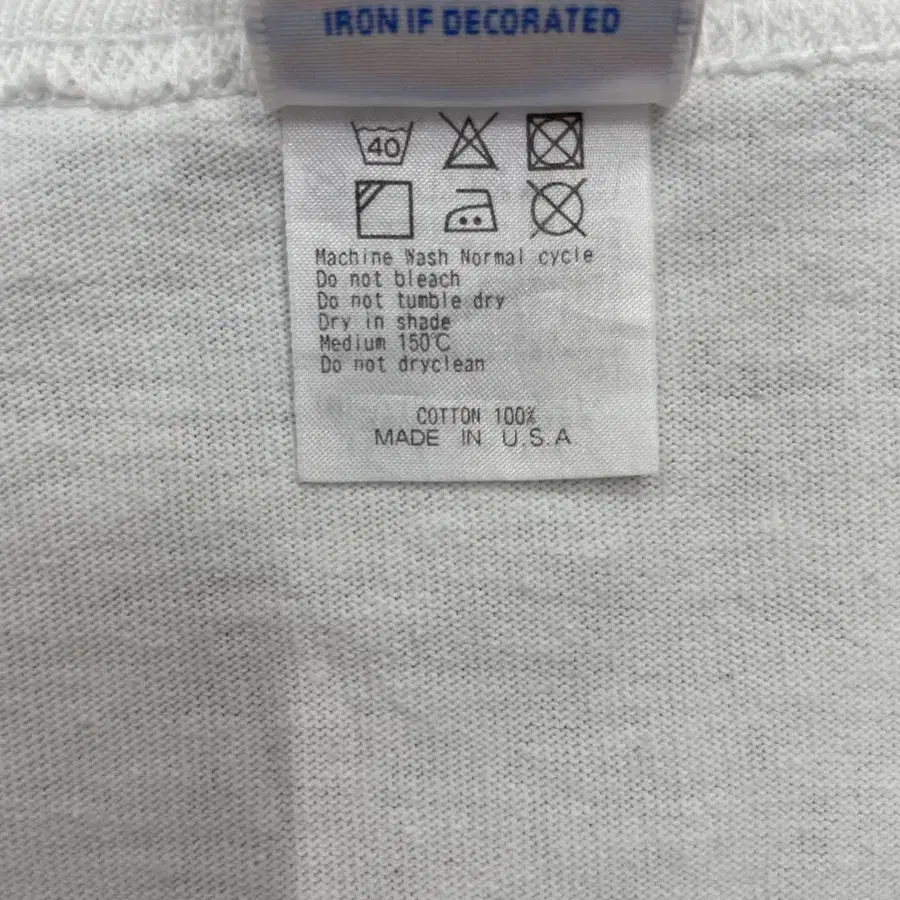 IRON IF DECORATED
40
Machine Wash Normal cycle
Do not bleach
Do not tumble dry
Dry in shade
Medium 150℃
Do not dryclean
COTTON 100%
MADE IN U.S.A